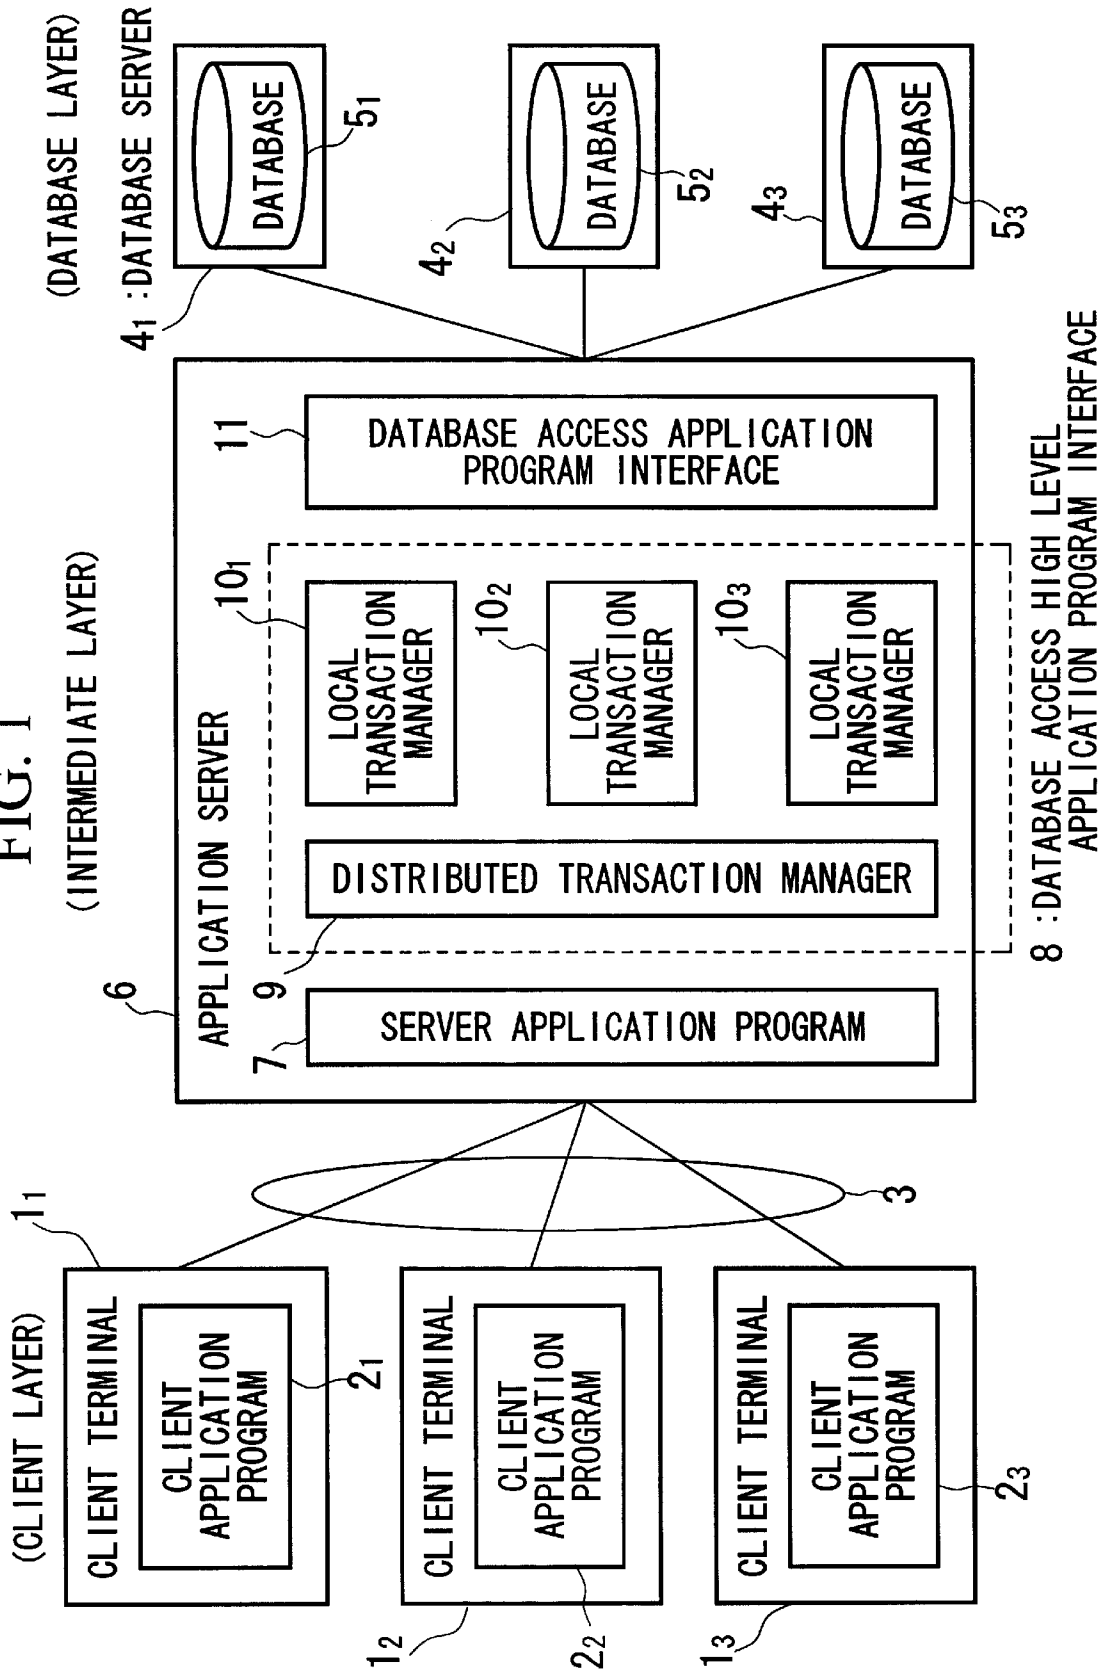 FIG. 1
(CLIENT LAYER)
(INTERMEDIATE LAYER)
(DATABASE LAYER)
11
CLIENT TERMINAL
CLIENT
APPLICATION
PROGRAM
21
12
CLIENT TERMINAL
CLIENT
APPLICATION
PROGRAM
22
13
CLIENT TERMINAL
CLIENT
APPLICATION
PROGRAM
23
3
6
APPLICATION SERVER
7
SERVER APPLICATION PROGRAM
9
DISTRIBUTED TRANSACTION MANAGER
101
LOCAL
TRANSACTION
MANAGER
102
LOCAL
TRANSACTION
MANAGER
103
LOCAL
TRANSACTION
MANAGER
11
DATABASE ACCESS APPLICATION
PROGRAM INTERFACE
8 :DATABASE ACCESS HIGH LEVEL
APPLICATION PROGRAM INTERFACE
41 :DATABASE SERVER
DATABASE
51
42
DATABASE
52
43
DATABASE
53